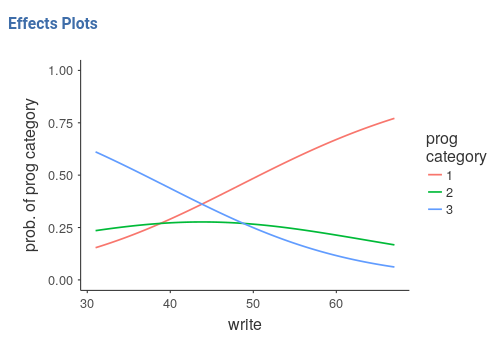 Effects Plots
prob. of prog category
1.00
0.75
0.50
0.25
0.00
30 40 50 60
write
prog
category
1
2
3